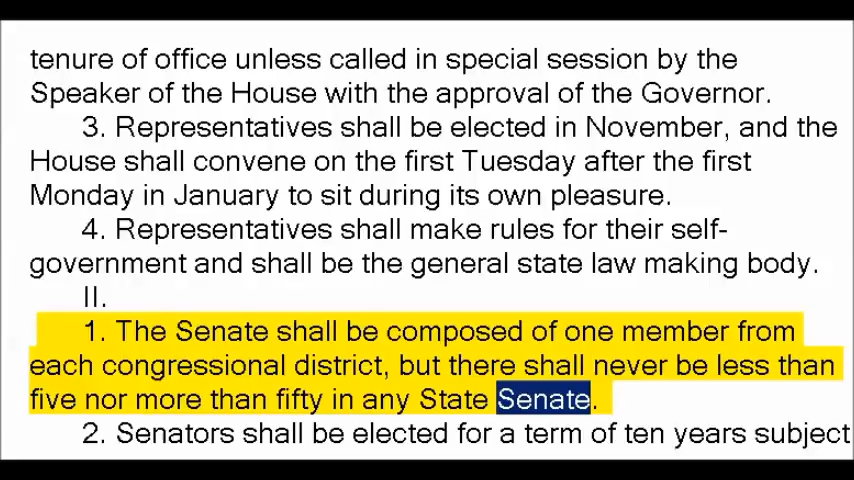 tenure of office unless called in special session by the
Speaker of the House with the approval of the Governor.
3. Representatives shall be elected in November, and the
House shall convene on the first Tuesday after the first
Monday in January to sit during its own pleasure.
4. Representatives shall make rules for their self-
government and shall be the general state law making body.
II.
1. The Senate shall be composed of one member from
each congressional district, but there shall never be less than
five nor more than fifty in any State Senate.
2. Senators shall be elected for a term of ten years subject